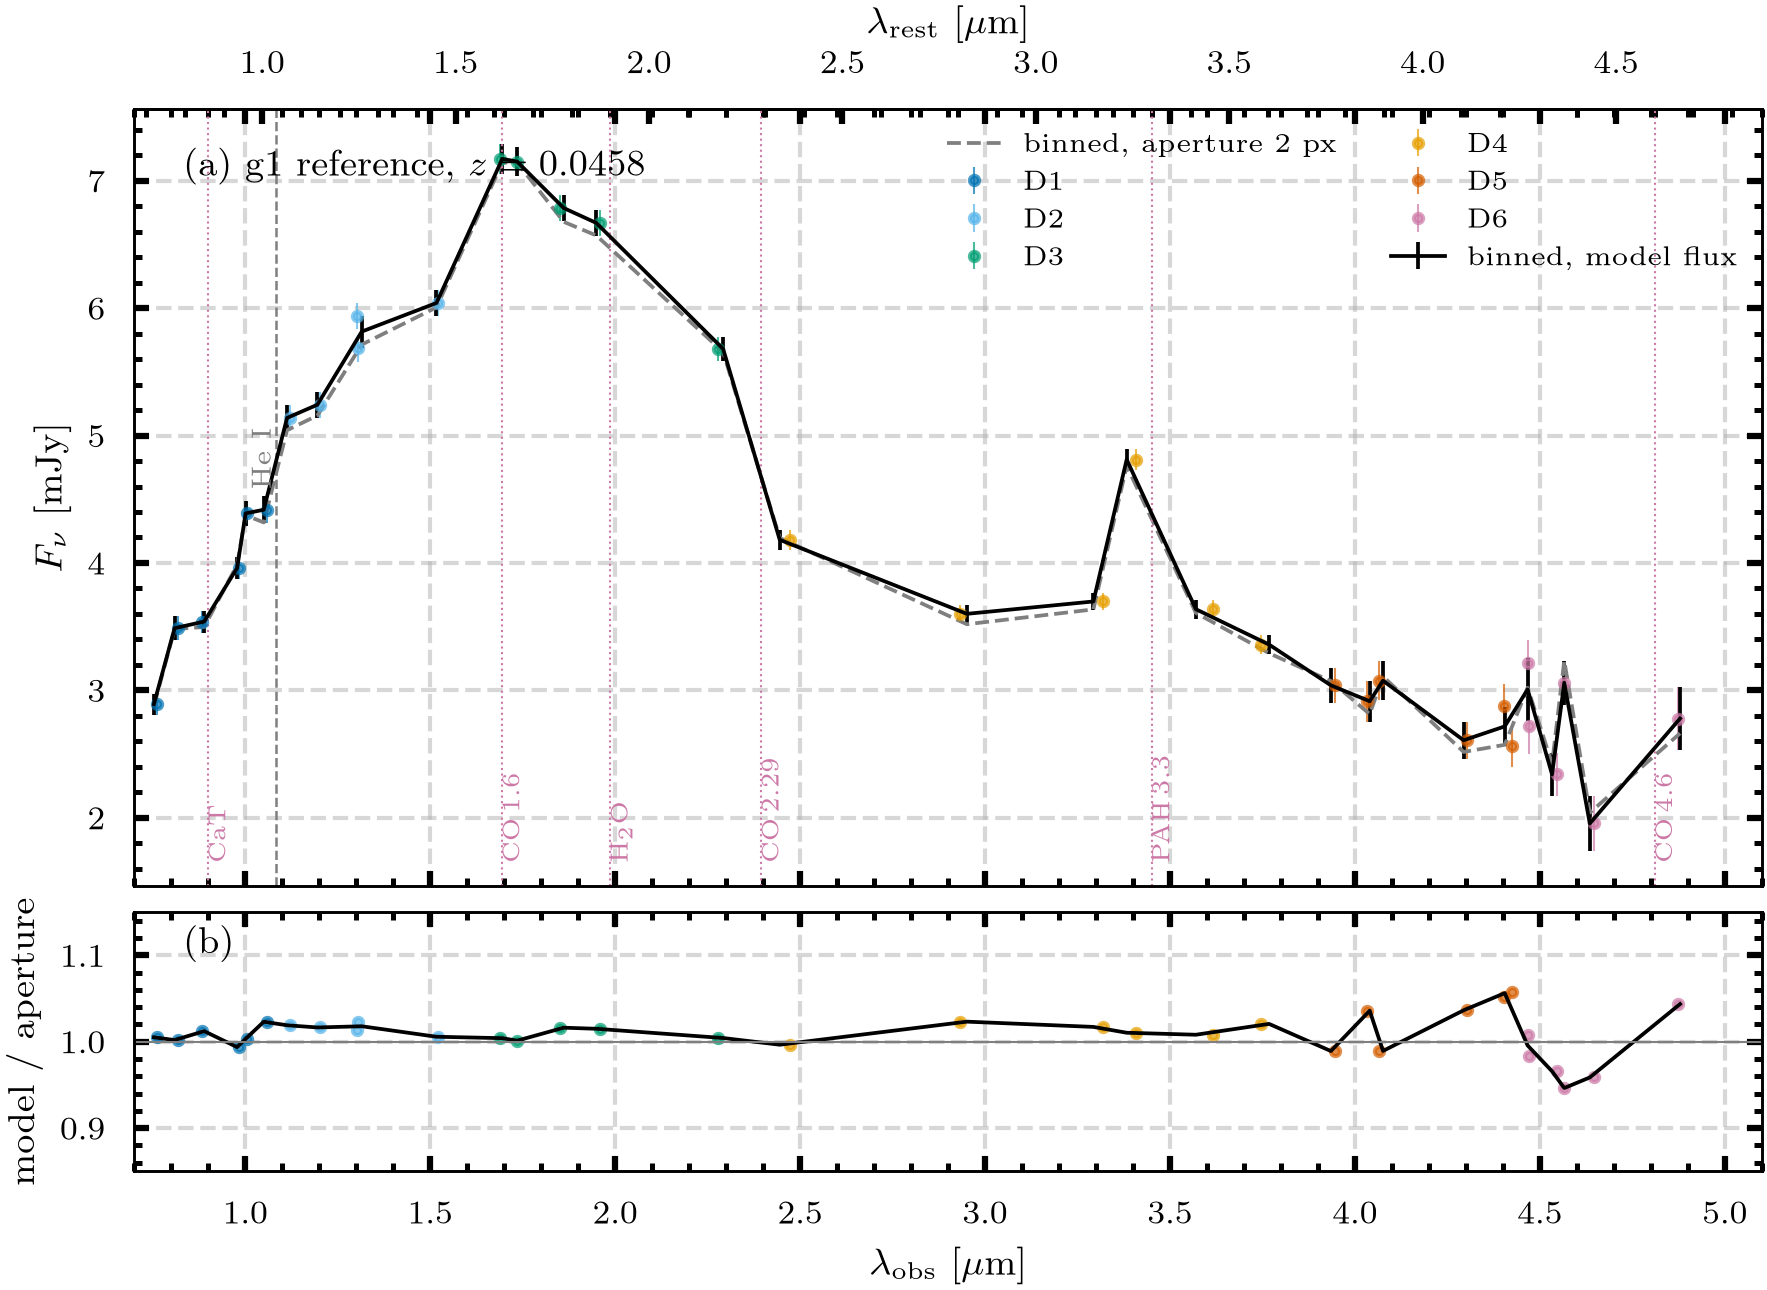 λrest [μm]
1.0 1.5 2.0 2.5 3.0 3.5 4.0 4.5
(a) g1 reference, z = 0.0458
binned, aperture 2 px
D1
D2
D3
D4
D5
D6
binned, model flux
Fν [mJy]
7
6
5
4
3
2
He I
CaT
CO 1.6
H2O
CO 2.29
PAH 3.3
CO 4.6
(b)
model / aperture
1.1
1.0
0.9
1.0 1.5 2.0 2.5 3.0 3.5 4.0 4.5 5.0
λobs [μm]